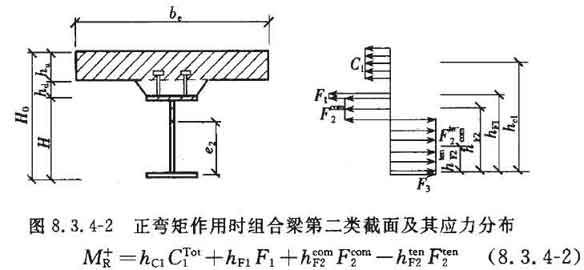 b_e
C_1
h_u
h_d
H_0
H
e_2
F_1
F_2
F_2^{ten}
com
F_3
h_{F2}^{ten}
h_{F2}
h_{F1}
h_{c1}
图 8.3.4-2 正弯矩作用时组合梁第二类截面及其应力分布
M_R^+=h_{C1}C_1^{Tot}+h_{F1}F_1+h_{F2}^{com}F_2^{com}-h_{F2}^{ten}F_2^{ten} (8.3.4-2)